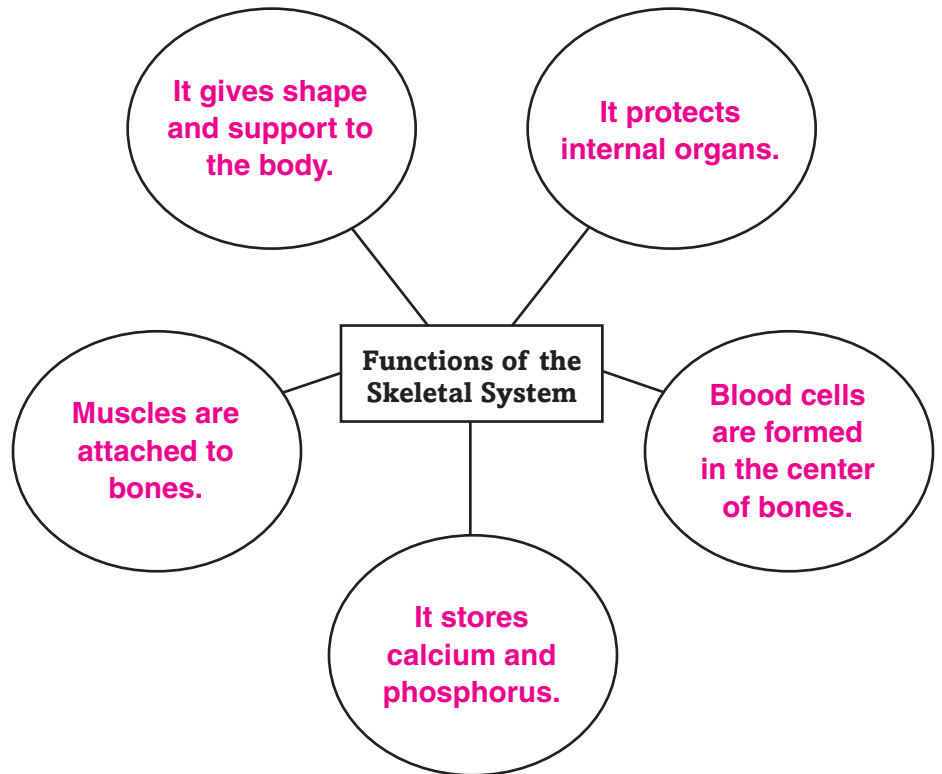 It gives shape
and support to
the body.
It protects
internal organs.
Functions of the
Skeletal System
Muscles are
attached to
bones.
Blood cells
are formed
in the center
of bones.
It stores
calcium and
phosphorus.